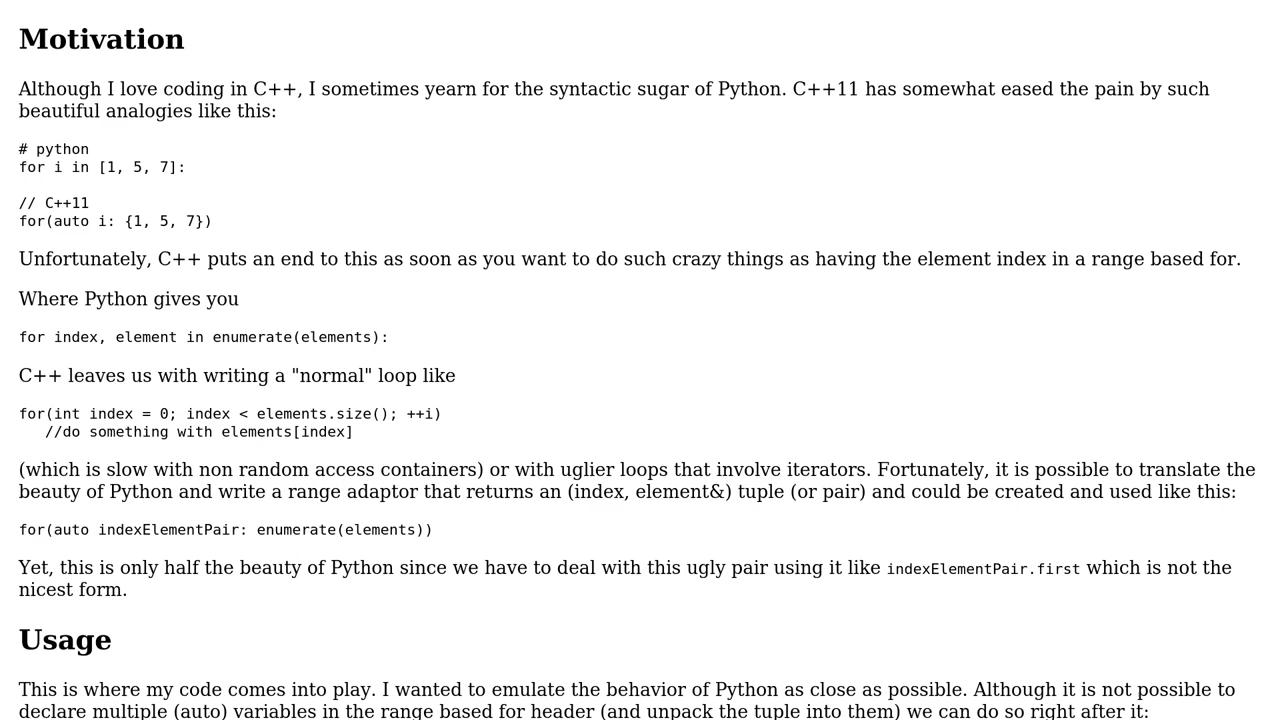 Motivation
Although I love coding in C++, I sometimes yearn for the syntactic sugar of Python. C++11 has somewhat eased the pain by such
beautiful analogies like this:
# python
for i in [1, 5, 7]:
// C++11
for(auto i: {1, 5, 7})
Unfortunately, C++ puts an end to this as soon as you want to do such crazy things as having the element index in a range based for.
Where Python gives you
for index, element in enumerate(elements):
C++ leaves us with writing a "normal" loop like
for(int index = 0; index < elements.size(); ++i)
   //do something with elements[index]
(which is slow with non random access containers) or with uglier loops that involve iterators. Fortunately, it is possible to translate the
beauty of Python and write a range adaptor that returns an (index, element&) tuple (or pair) and could be created and used like this:
for(auto indexElementPair: enumerate(elements))
Yet, this is only half the beauty of Python since we have to deal with this ugly pair using it like indexElementPair.first which is not the
nicest form.
Usage
This is where my code comes into play. I wanted to emulate the behavior of Python as close as possible. Although it is not possible to
declare multiple (auto) variables in the range based for header (and unpack the tuple into them) we can do so right after it: